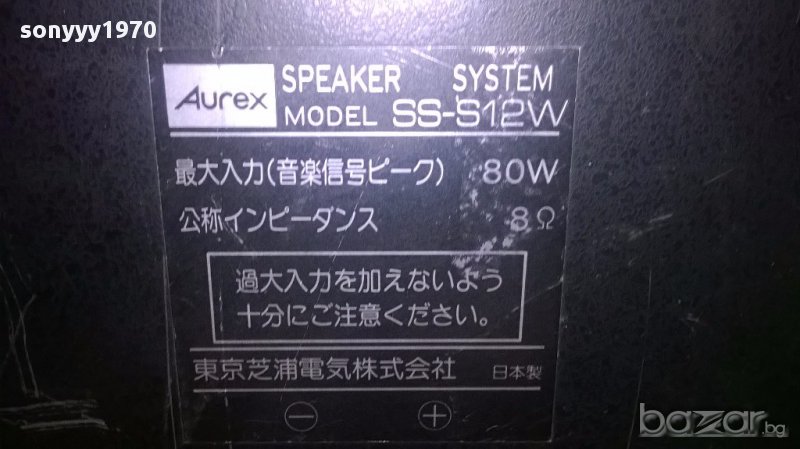 sonyyy1970
Aurex SPEAKER SYSTEM
MODEL SS-S12W
最大入力(音楽信号ピーク) 80W
公称インピーダンス 8Ω
過大入力を加えないよう
十分にご注意ください。
東京芝浦電気株式会社 日本製
⊖ ⊕
bazar.bg